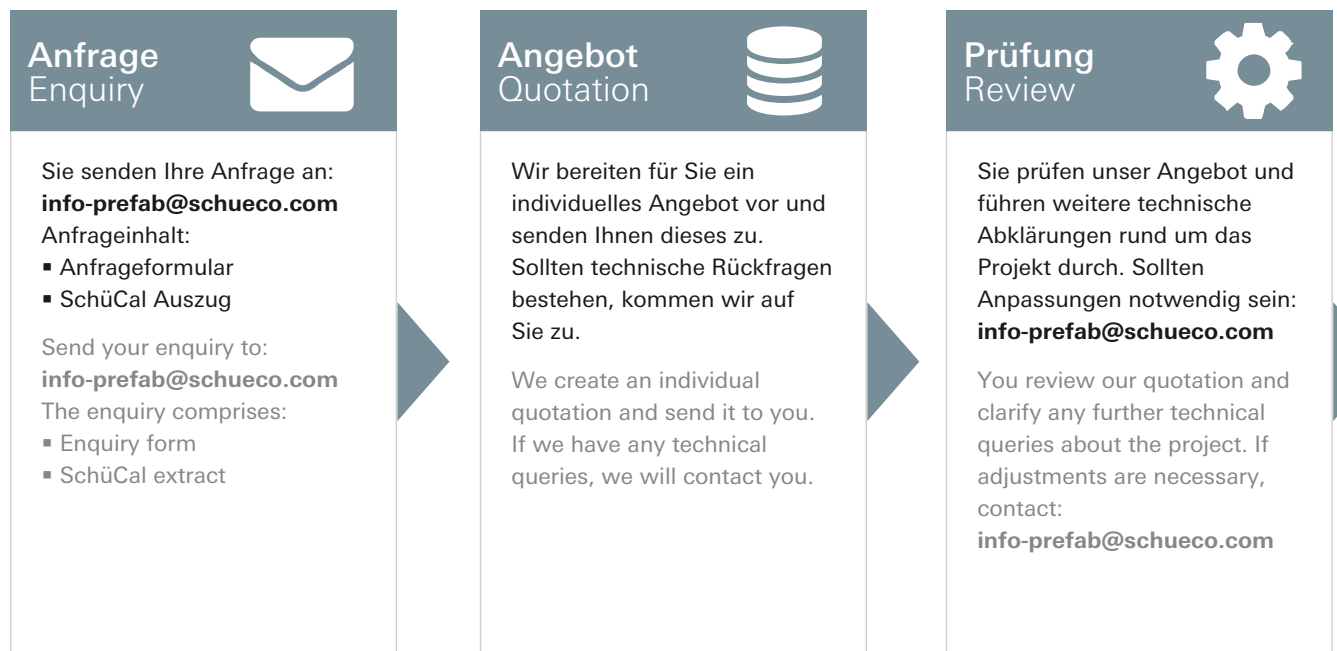 Anfrage
Enquiry
Sie senden Ihre Anfrage an:
info-prefab@schueco.com
Anfrageinhalt:
▪ Anfrageformular
▪ SchüCal Auszug
Send your enquiry to:
info-prefab@schueco.com
The enquiry comprises:
▪ Enquiry form
▪ SchüCal extract
Angebot
Quotation
Wir bereiten für Sie ein
individuelles Angebot vor und
senden Ihnen dieses zu.
Sollten technische Rückfragen
bestehen, kommen wir auf
Sie zu.
We create an individual
quotation and send it to you.
If we have any technical
queries, we will contact you.
Prüfung
Review
Sie prüfen unser Angebot und
führen weitere technische
Abklärungen rund um das
Projekt durch. Sollten
Anpassungen notwendig sein:
info-prefab@schueco.com
You review our quotation and
clarify any further technical
queries about the project. If
adjustments are necessary,
contact:
info-prefab@schueco.com